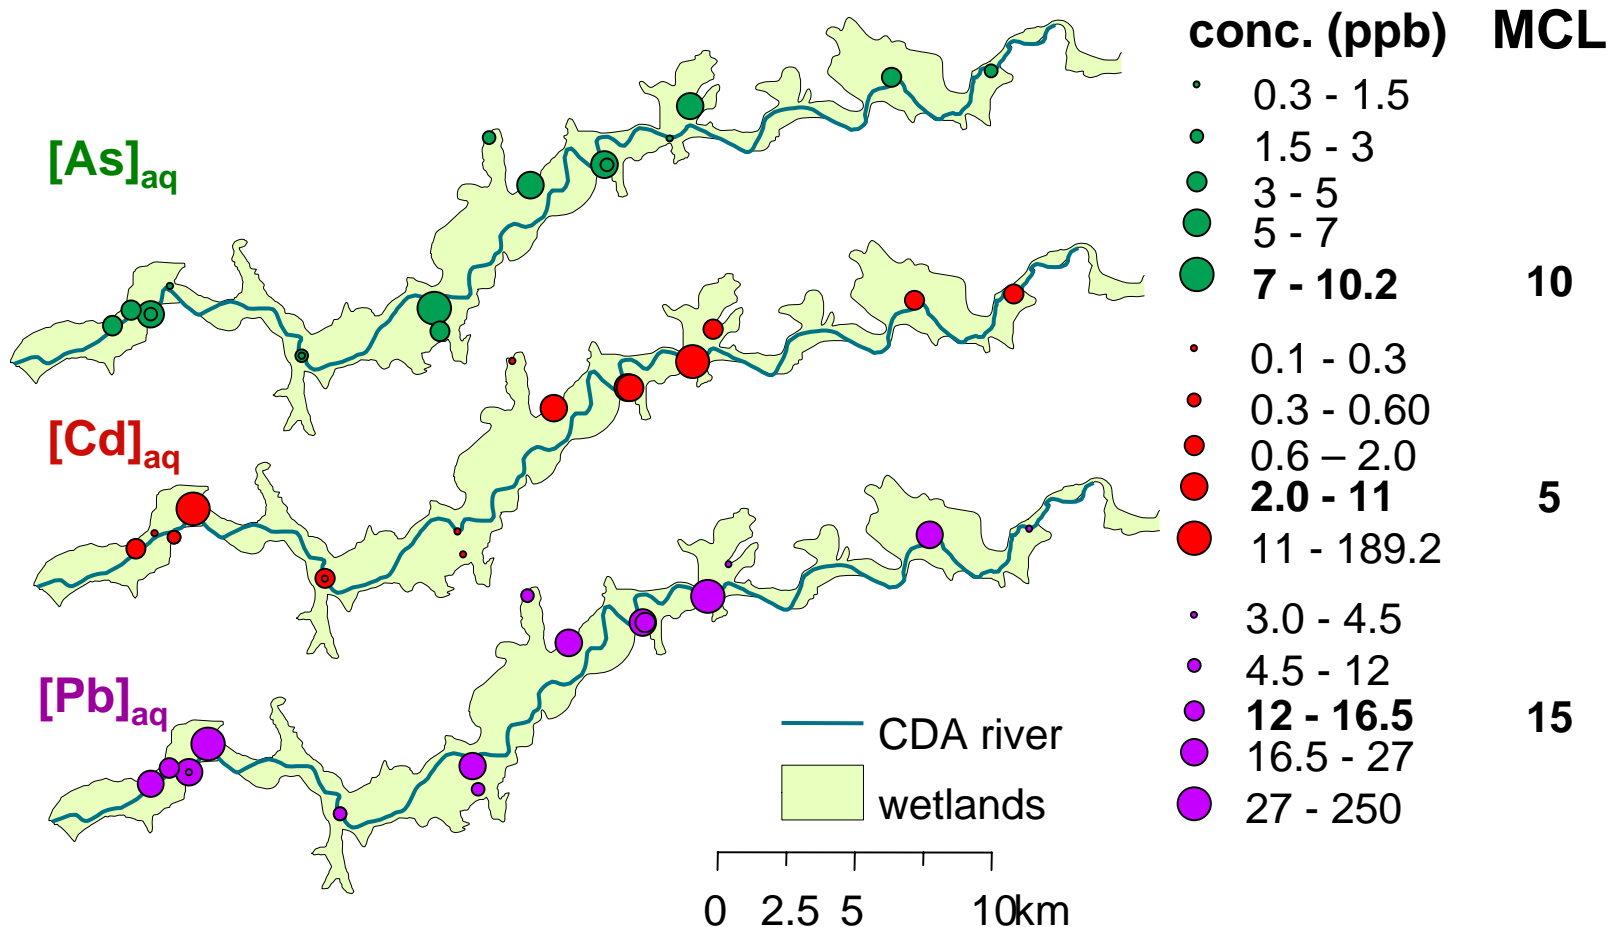 conc. (ppb) MCL
0.3 - 1.5
1.5 - 3
3 - 5
5 - 7
7 - 10.2 10
[As]aq
0.1 - 0.3
0.3 - 0.60
0.6 – 2.0
2.0 - 11 5
11 - 189.2
[Cd]aq
3.0 - 4.5
4.5 - 12
12 - 16.5 15
16.5 - 27
27 - 250
[Pb]aq
CDA river
wetlands
0 2.5 5 10km